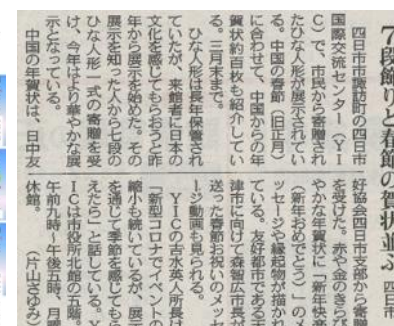 7段飾りと春節の賀状並ぶ
四日市
四日市市諏訪町の四日市
国際交流センター（ＹＩ
Ｃ）で、市民から寄贈され
たひな人形が展示されてい
る。中国の春節（旧正月）
に合わせて、中国からの年
賀状約百枚も紹介してい
る。三月末まで。
ひな人形は長年保管され
ていたが、来館者に日本の
文化を感じてもらおうと昨
年から展示を始めた。その
展示を知った人から七段の
ひな人形一式の寄贈を受
け、今年はより華やかな展
示となっている。
中国の年賀状は、日中友
好協会四日市支部から寄贈
を受けた。赤や金のきらび
やかな年賀状に「新年快
（新年おめでとう）」のメ
ッセージや縁起物が描かれ
ている。友好都市である天
津市に向けて森智広市長が
送った春節お祝いのメッセ
ージ動画も見られる。
ＹＩＣの古木英人所長は
「新型コロナでイベントの
縮小も続いているが、展示
を通じて季節を感じてもら
えたら」と話している。Ｙ
ＩＣは市役所北館の五階。
午前九時〜午後五時、月曜
休館。
（片山さゆみ）